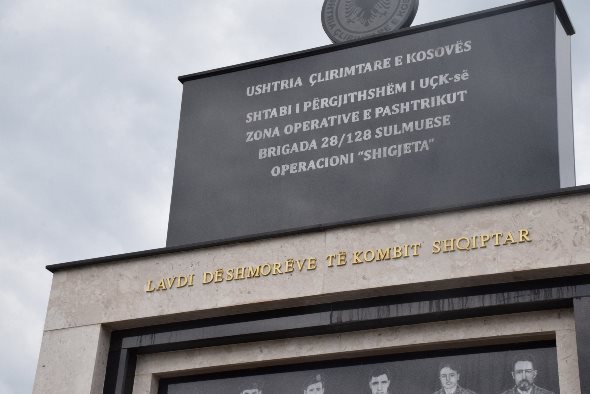 USHTRIA ÇLIRIMTARE E KOSOVËS
SHTABI I PËRGJITHSHËM I UÇK-së
ZONA OPERATIVE E PASHTRIKUT
BRIGADA 28/128 SULMUESE
OPERACIONI "SHIGJETA"
LAVDI DËSHMORËVE TË KOMBIT SHQIPTAR